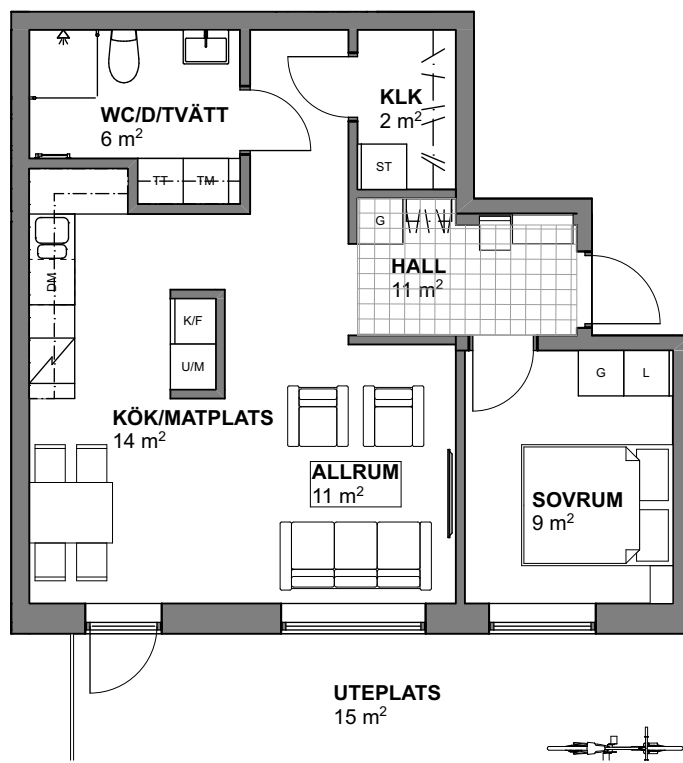 WC/D/TVÄTT
6 m²
KLK
2 m²
ST
TT
TM
G
HALL
11 m²
DM
K/F
U/M
G
L
KÖK/MATPLATS
14 m²
ALLRUM
11 m²
SOVRUM
9 m²
UTEPLATS
15 m²